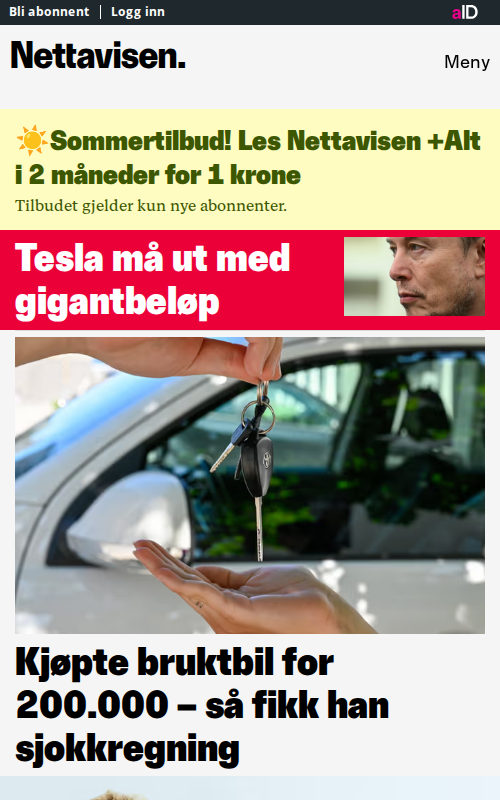 Bli abonnent | Logg inn
aID
Nettavisen.
Meny
☀️Sommertilbud! Les Nettavisen +Alt
i 2 måneder for 1 krone
Tilbudet gjelder kun nye abonnenter.
Tesla må ut med
gigantbeløp
Kjøpte bruktbil for
200.000 – så fikk han
sjokkregning